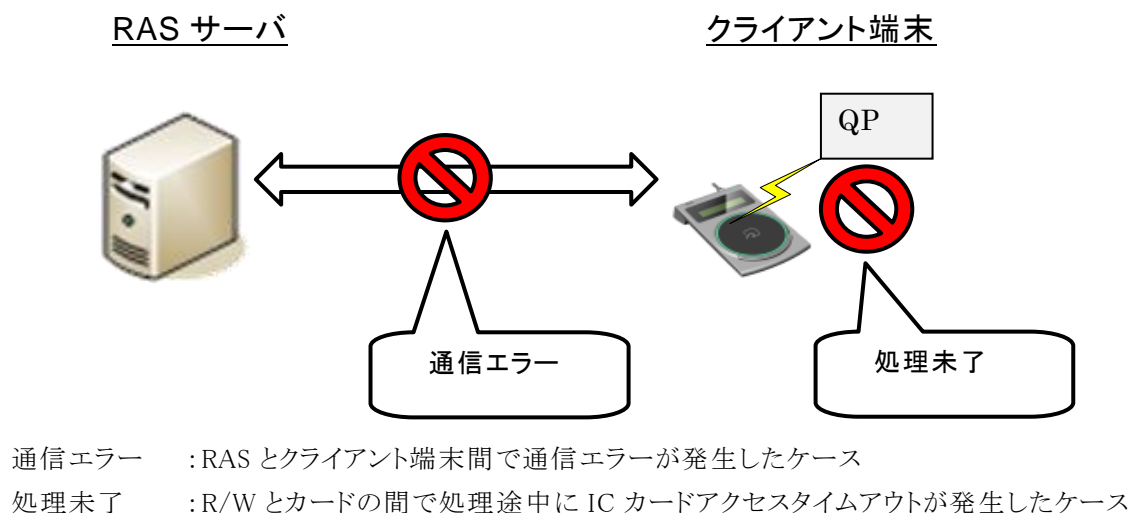 RAS サーバ
クライアント端末
QP
通信エラー
処理未了
通信エラー :RAS とクライアント端末間で通信エラーが発生したケース
処理未了 :R/W とカードの間で処理途中に IC カードアクセスタイムアウトが発生したケース